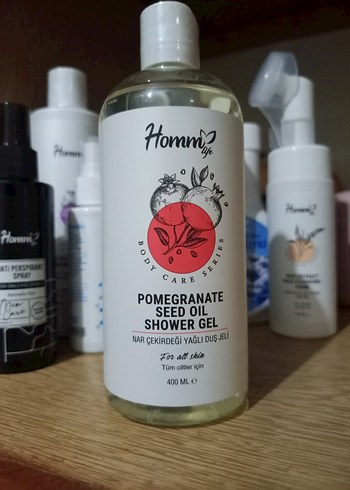 Homm
life
BODY CARE SERIES
POMEGRANATE
SEED OIL
SHOWER GEL
NAR ÇEKİRDEĞİ YAĞLI DUŞ JELİ
For all skin
Tüm ciltler için
400 ML e
Homm
Homm
ANTI PERSPIRANT
SPRAY
Homm